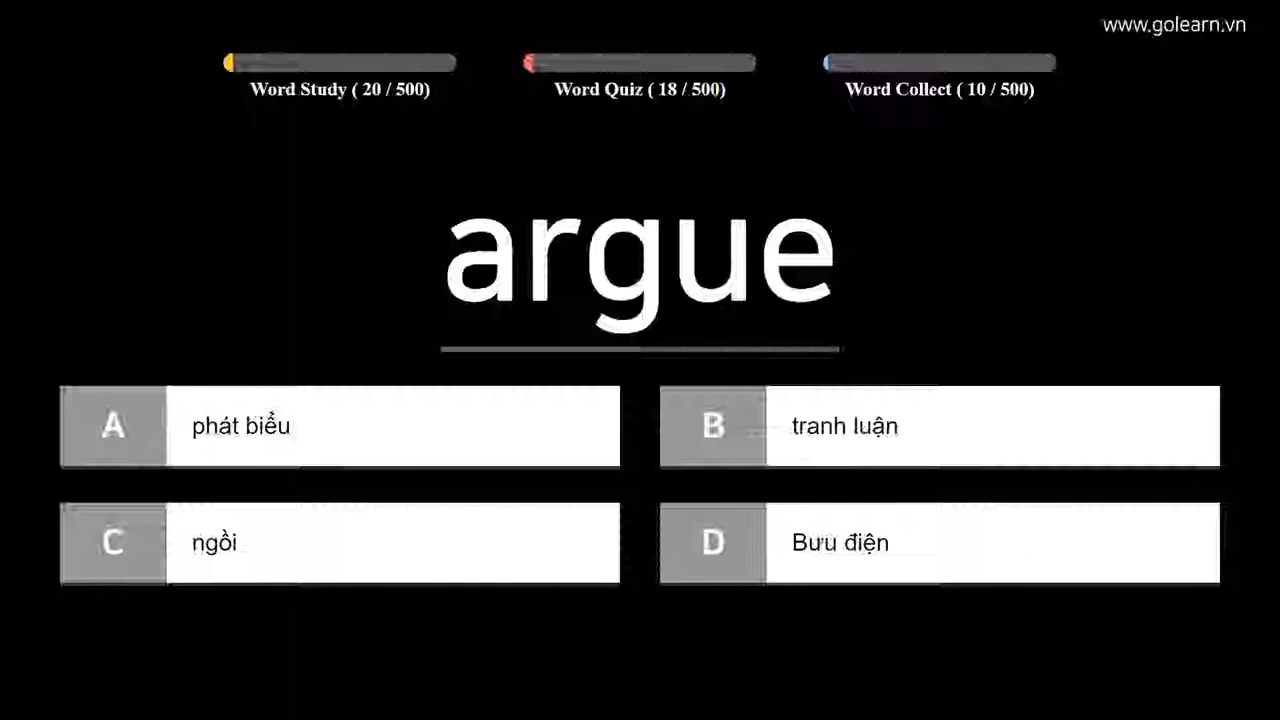 www.golearn.vn
Word Study ( 20 / 500)
Word Quiz ( 18 / 500)
Word Collect ( 10 / 500)
argue
A phát biểu
B tranh luận
C ngồi
D Bưu điện